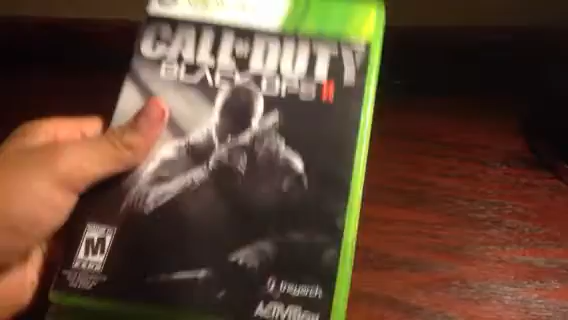 CALL OF DUTY
BLACK OPS II
M
treyarch
ACTIVISION